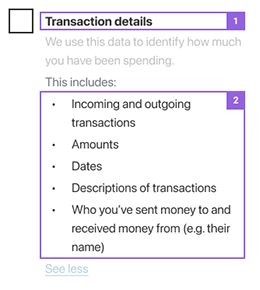 Transaction details 1
We use this data to identify how much
you have been spending.
This includes:
2
• Incoming and outgoing
transactions
• Amounts
• Dates
• Descriptions of transactions
• Who you've sent money to and
received money from (e.g. their
name)
See less